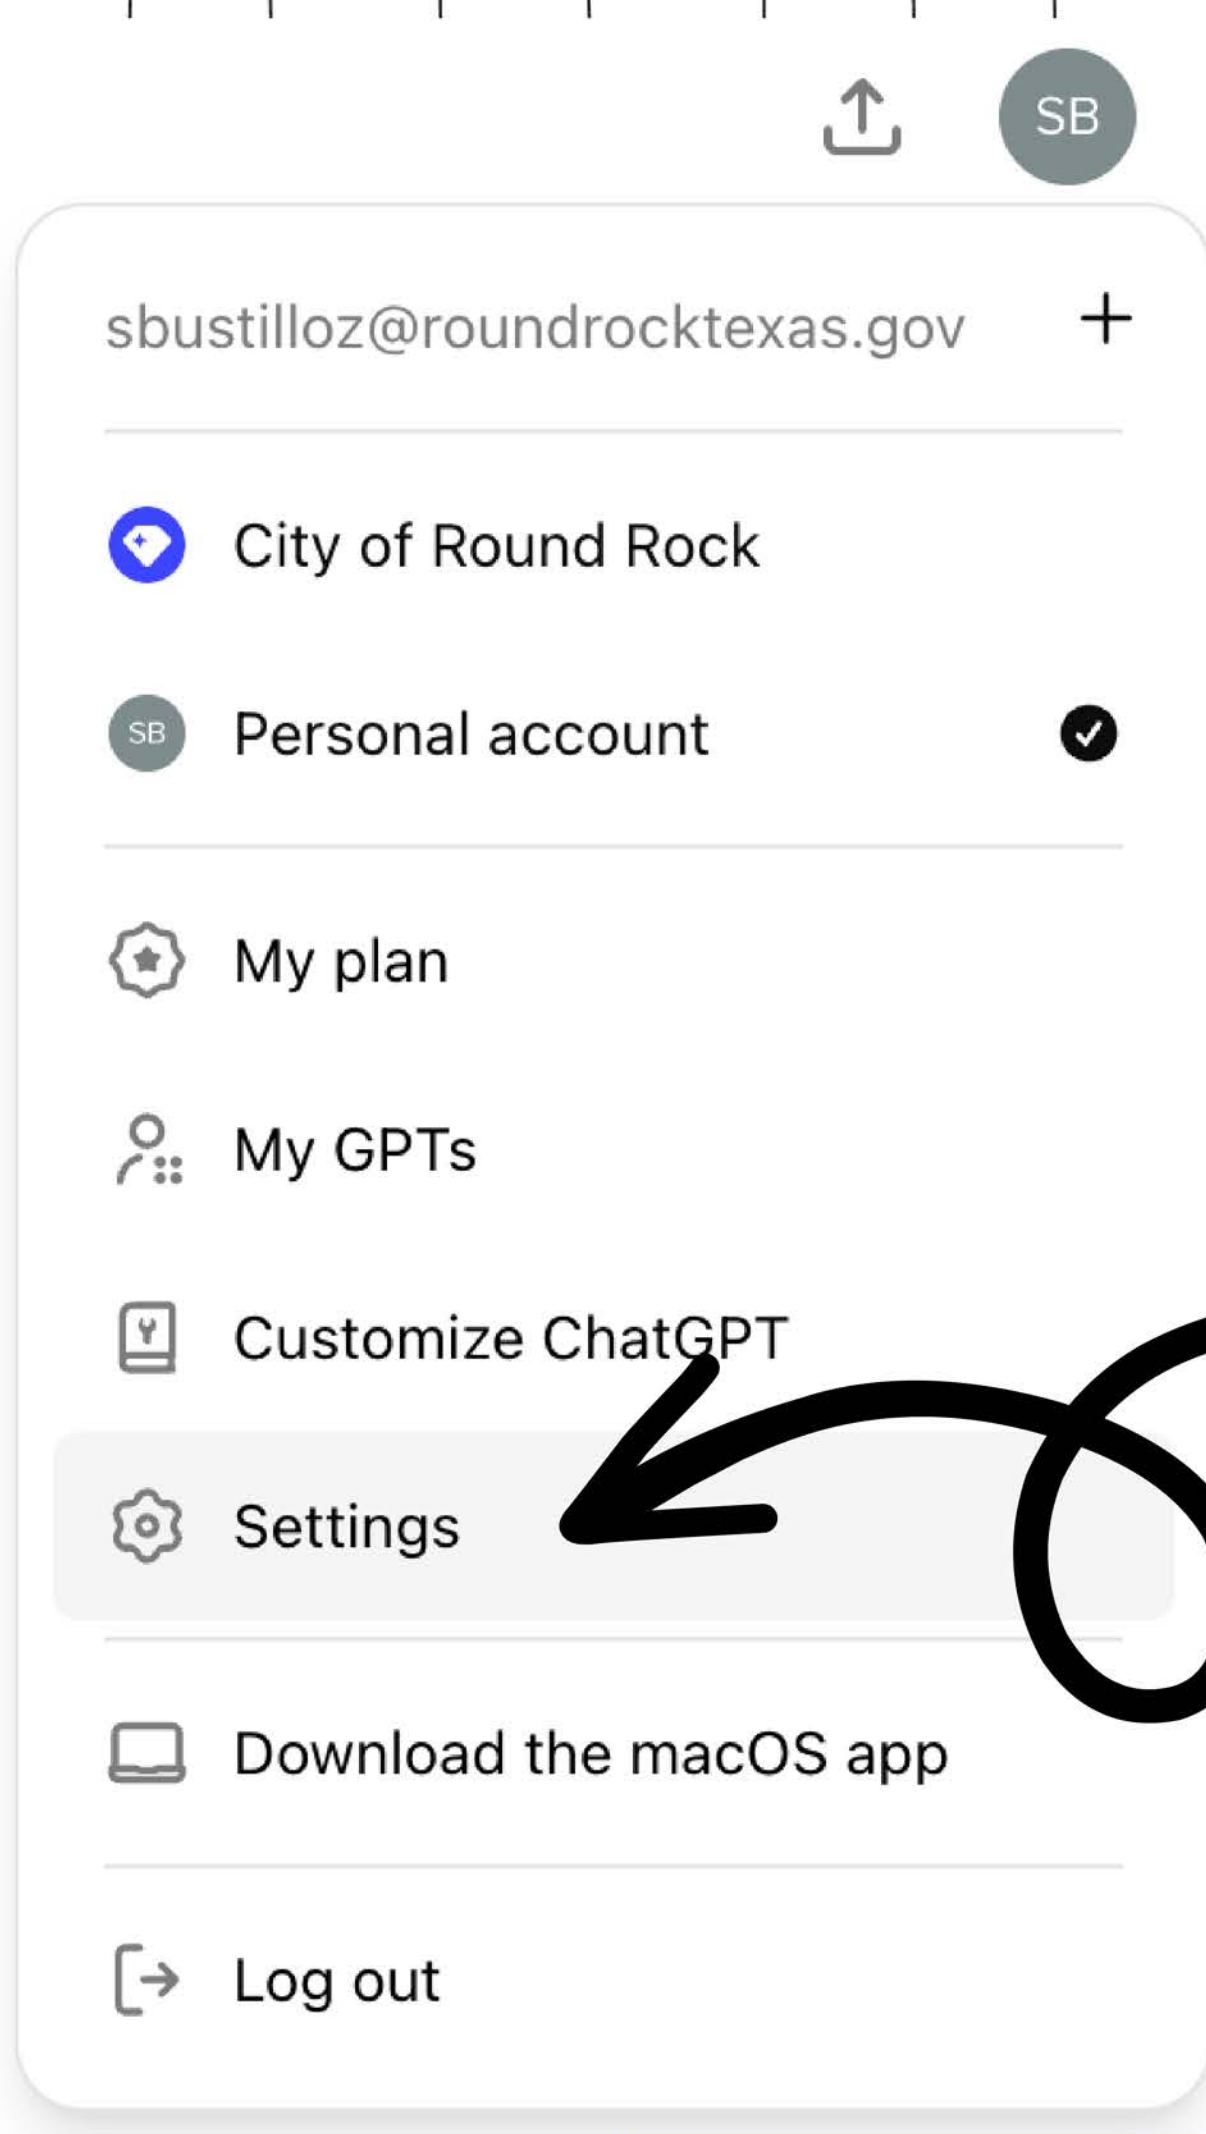 SB
sbustilloz@roundrocktexas.gov
City of Round Rock
SB Personal account
My plan
My GPTs
Customize ChatGPT
Settings
Download the macOS app
Log out